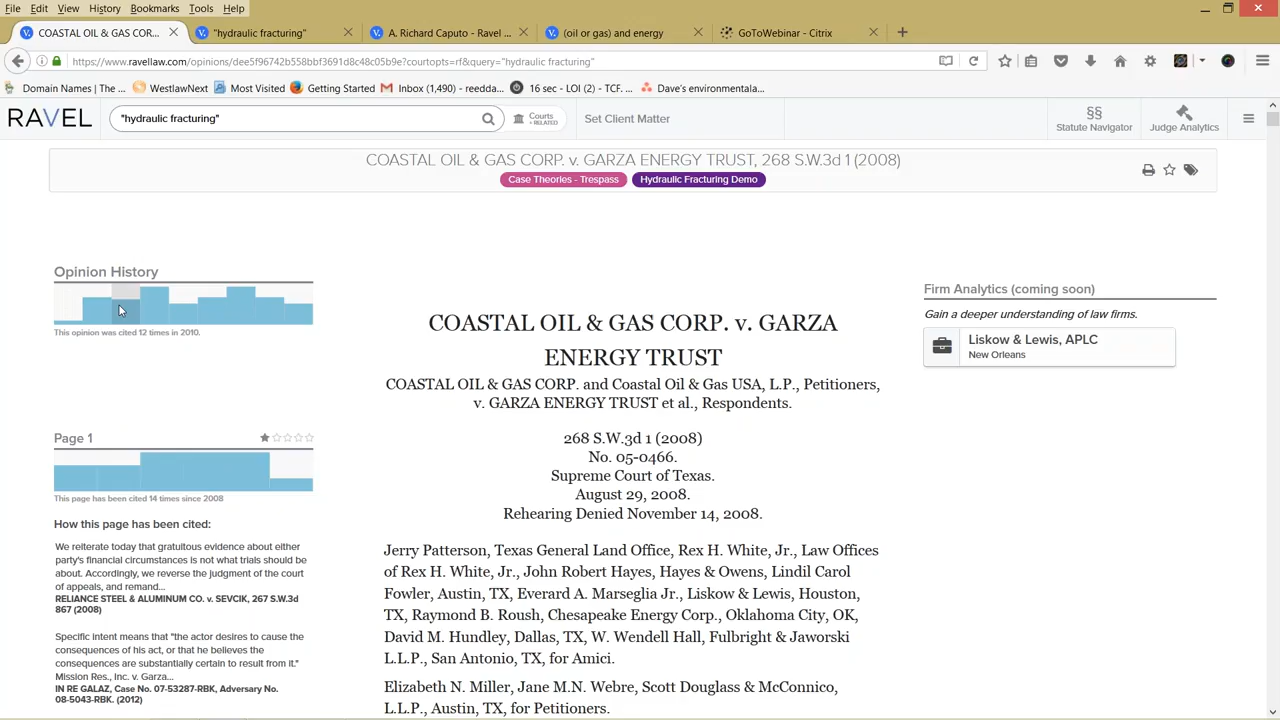 File Edit View History Bookmarks Tools Help
COASTAL OIL & GAS COR... "hydraulic fracturing" A. Richard Caputo - Ravel ... (oil or gas) and energy GoToWebinar - Citrix
https://www.ravellaw.com/opinions/dee5f96742b558bbf3691d8c48c05b9e?courtopts=rf&query="hydraulic fracturing"
Domain Names | The ... WestlawNext Most Visited Getting Started Inbox (1,490) - reedda... 16 sec - LOI (2) - TCF. ... Dave's environmentala...
RAVEL "hydraulic fracturing" Courts + RELATED Set Client Matter §§ Statute Navigator Judge Analytics
COASTAL OIL & GAS CORP. v. GARZA ENERGY TRUST, 268 S.W.3d 1 (2008)
Case Theories - Trespass Hydraulic Fracturing Demo
Opinion History
This opinion was cited 12 times in 2010.
Page 1
This page has been cited 14 times since 2008
How this page has been cited:
We reiterate today that gratuitous evidence about either
party's financial circumstances is not what trials should be
about. Accordingly, we reverse the judgment of the court
of appeals, and remand...
RELIANCE STEEL & ALUMINUM CO. v. SEVCIK, 267 S.W.3d
867 (2008)
Specific intent means that "the actor desires to cause the
consequences of his act, or that he believes the
consequences are substantially certain to result from it."
Mission Res., Inc. v. Garza...
IN RE GALAZ, Case No. 07-53287-RBK, Adversary No.
08-5043-RBK. (2012)
COASTAL OIL & GAS CORP. v. GARZA
ENERGY TRUST
COASTAL OIL & GAS CORP. and Coastal Oil & Gas USA, L.P., Petitioners,
v. GARZA ENERGY TRUST et al., Respondents.
268 S.W.3d 1 (2008)
No. 05-0466.
Supreme Court of Texas.
August 29, 2008.
Rehearing Denied November 14, 2008.
Jerry Patterson, Texas General Land Office, Rex H. White, Jr., Law Offices
of Rex H. White, Jr., John Robert Hayes, Hayes & Owens, Lindil Carol
Fowler, Austin, TX, Everard A. Marseglia Jr., Liskow & Lewis, Houston,
TX, Raymond B. Roush, Chesapeake Energy Corp., Oklahoma City, OK,
David M. Hundley, Dallas, TX, W. Wendell Hall, Fulbright & Jaworski
L.L.P., San Antonio, TX, for Amici.
Elizabeth N. Miller, Jane M.N. Webre, Scott Douglass & McConnico,
L.L.P., Austin, TX, for Petitioners.
Firm Analytics (coming soon)
Gain a deeper understanding of law firms.
Liskow & Lewis, APLC
New Orleans